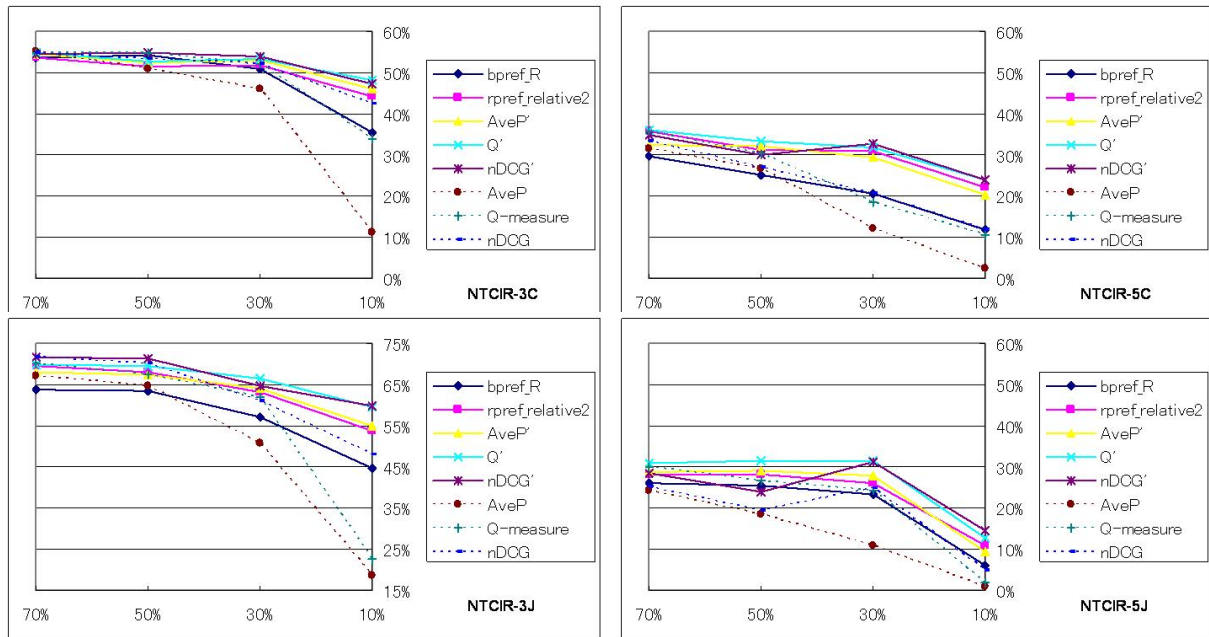 60%
50%
40%
30%
20%
10%
0%
bpref_R
rpref_relative2
AveP'
Q'
nDCG'
AveP
Q-measure
nDCG
70%
50%
30%
10%
NTCIR-3C
60%
50%
40%
30%
20%
10%
0%
bpref_R
rpref_relative2
AveP'
Q'
nDCG'
AveP
Q-measure
nDCG
70%
50%
30%
10%
NTCIR-5C
75%
65%
55%
45%
35%
25%
15%
bpref_R
rpref_relative2
AveP'
Q'
nDCG'
AveP
Q-measure
nDCG
70%
50%
30%
10%
NTCIR-3J
60%
50%
40%
30%
20%
10%
0%
bpref_R
rpref_relative2
AveP'
Q'
nDCG'
AveP
Q-measure
nDCG
70%
50%
30%
10%
NTCIR-5J